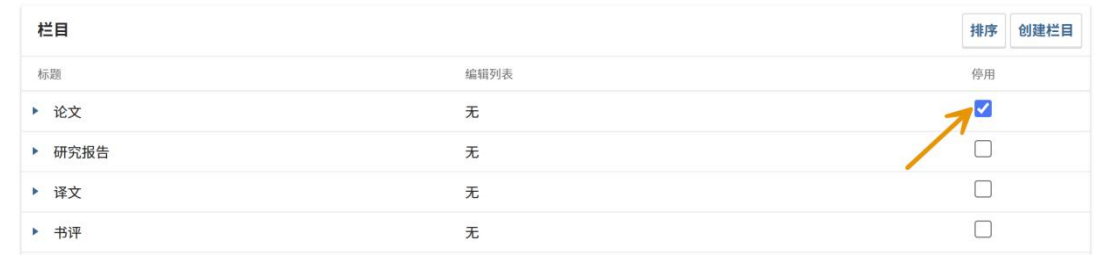 栏目 排序 创建栏目
标题 编辑列表 停用
论文 无
研究报告 无
译文 无
书评 无